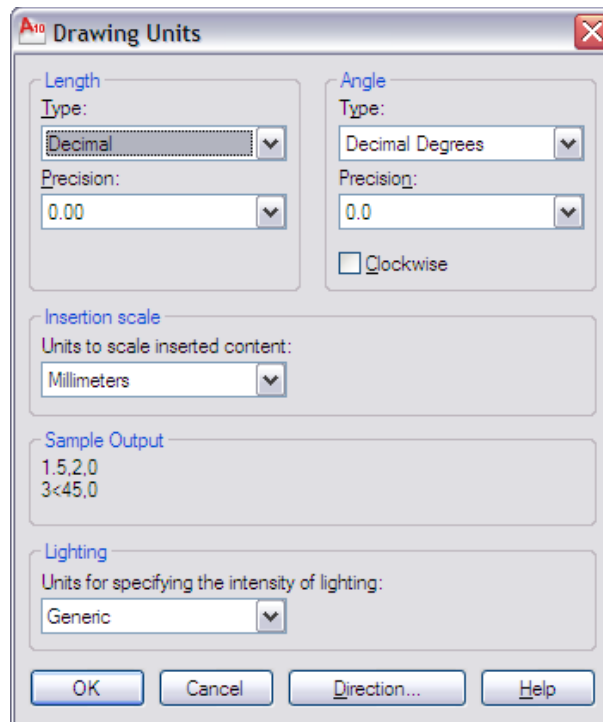 A10 Drawing Units
Length
Type:
Decimal
Precision:
0.00
Angle
Type:
Decimal Degrees
Precision:
0.0
Clockwise
Insertion scale
Units to scale inserted content:
Millimeters
Sample Output
1.5,2,0
3<45,0
Lighting
Units for specifying the intensity of lighting:
Generic
OK Cancel Direction... Help